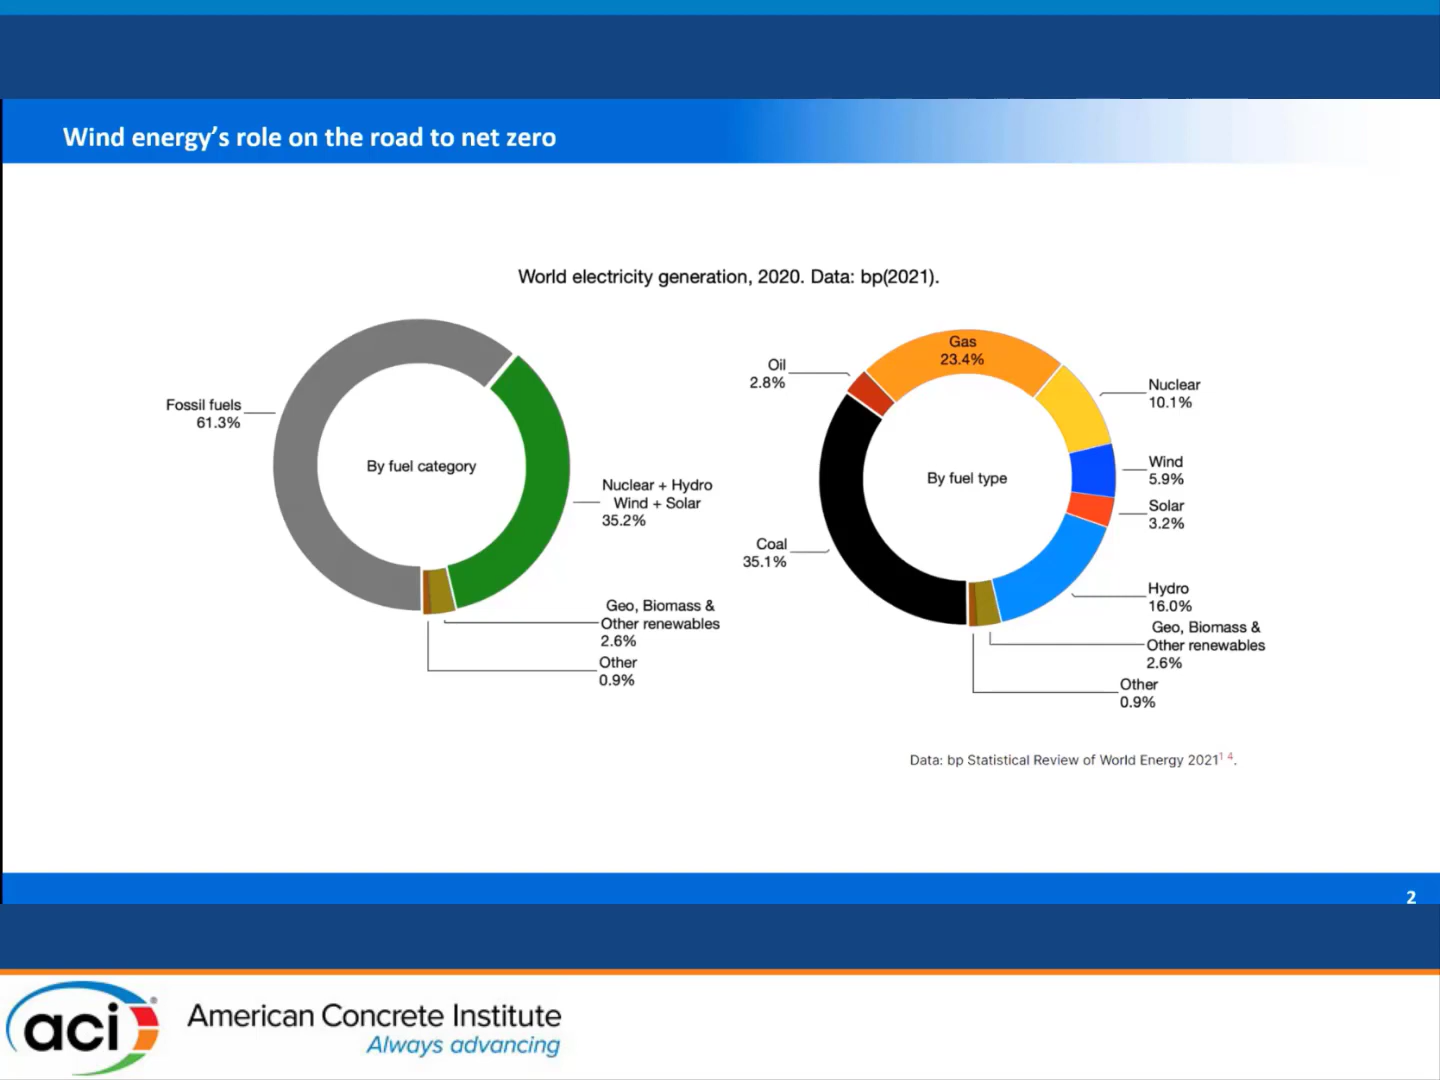 Wind energy’s role on the road to net zero
World electricity generation, 2020. Data: bp(2021).
Fossil fuels
61.3%
By fuel category
Nuclear + Hydro
Wind + Solar
35.2%
Geo, Biomass &
Other renewables
2.6%
Other
0.9%
Oil
2.8%
Gas
23.4%
Nuclear
10.1%
Wind
5.9%
By fuel type
Solar
3.2%
Coal
35.1%
Hydro
16.0%
Geo, Biomass &
Other renewables
2.6%
Other
0.9%
Data: bp Statistical Review of World Energy 2021¹ ⁴.
2
aci®
American Concrete Institute
Always advancing